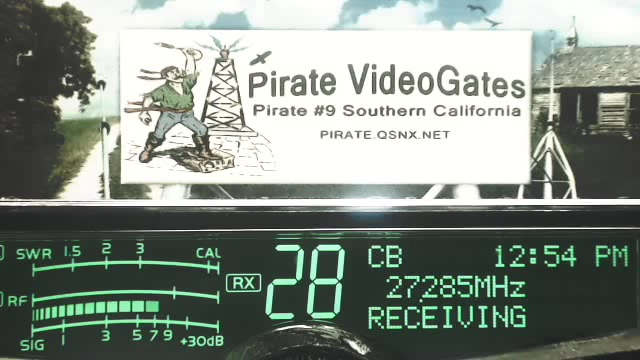 Pirate VideoGates
Pirate #9 Southern California
PIRATE.QSNX.NET
SWR 1.5 2 3 CAL
RF
SIG 1 3 5 7 9 +30dB
RX
28
CB 12:54 PM
27285MHz
RECEIVING